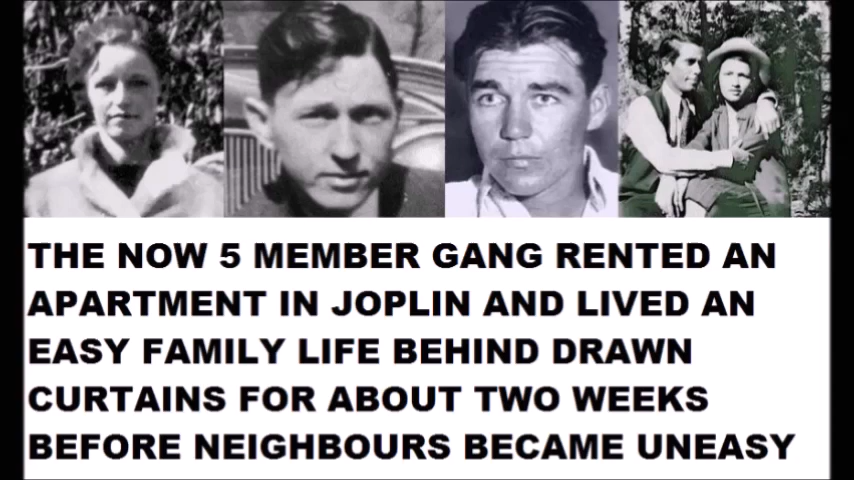 THE NOW 5 MEMBER GANG RENTED AN
APARTMENT IN JOPLIN AND LIVED AN
EASY FAMILY LIFE BEHIND DRAWN
CURTAINS FOR ABOUT TWO WEEKS
BEFORE NEIGHBOURS BECAME UNEASY